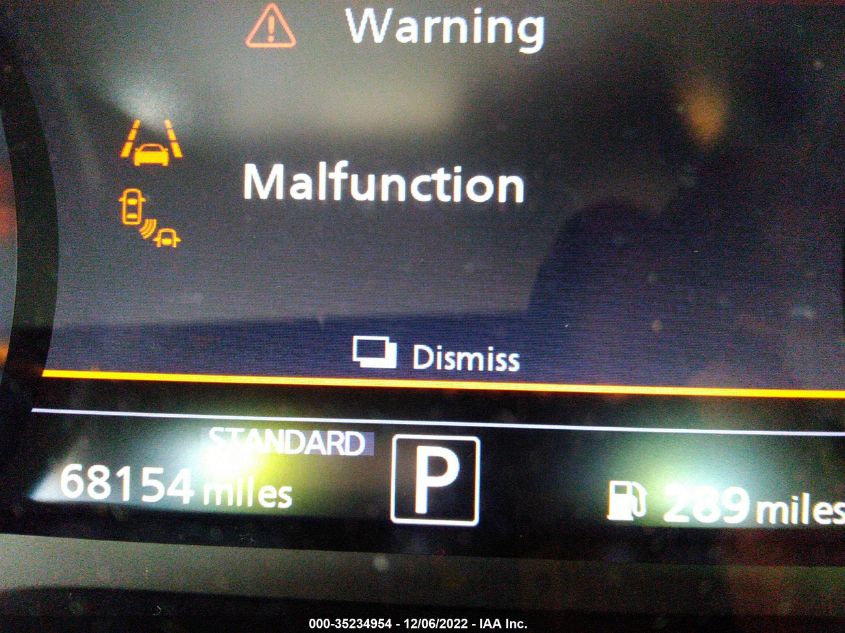 Warning
Malfunction
Dismiss
STANDARD
68154 miles
P
289 miles
000-35234954 - 12/06/2022 - IAA Inc.